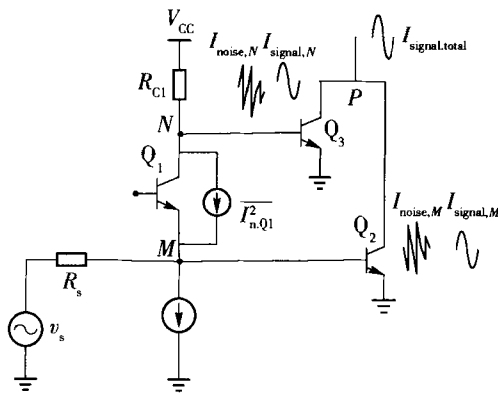 V_CC
I_noise,N I_signal,N
I_signal.total
R_C1
P
N
Q_3
Q_1
I²_n.Q1
I_noise,M I_signal,M
Q_2
M
R_s
v_s